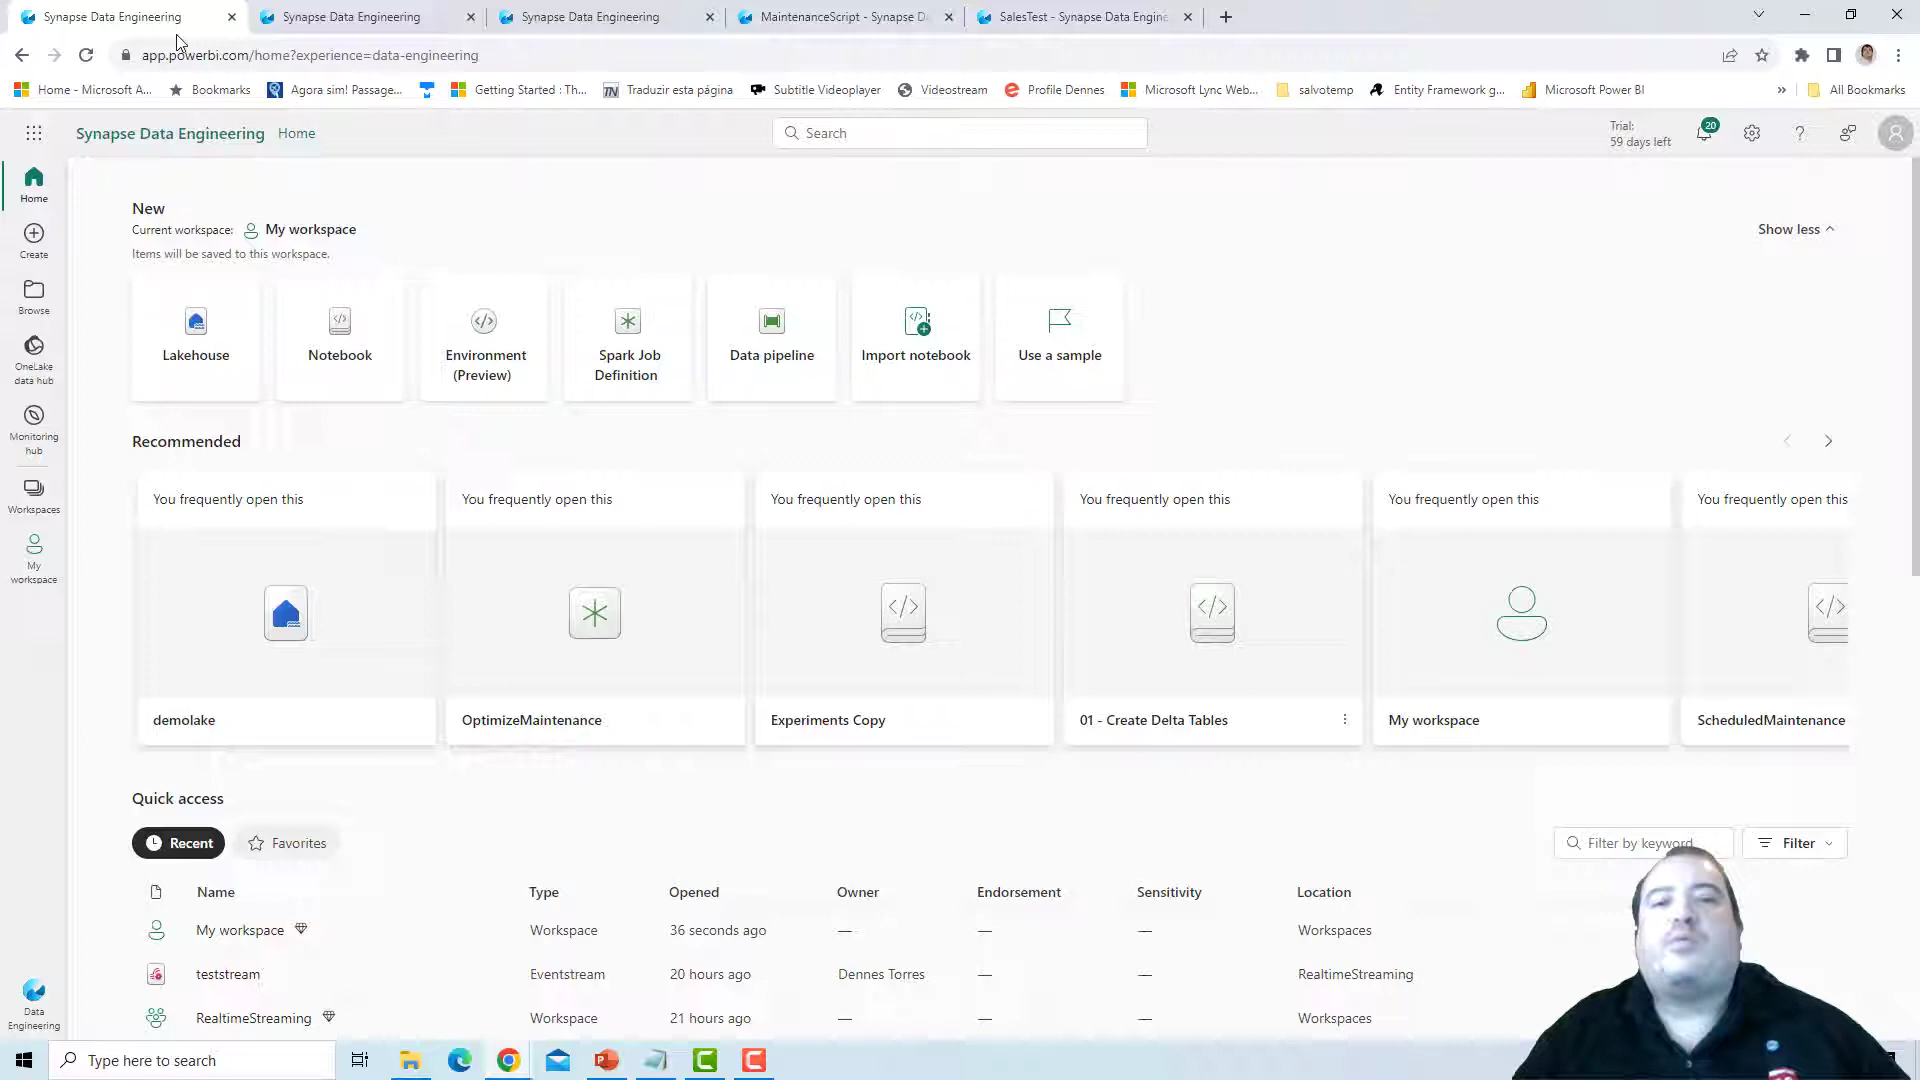 Synapse Data Engineering
Synapse Data Engineering
Synapse Data Engineering
MaintenanceScript - Synapse D
SalesTest - Synapse Data Engine
app.powerbi.com/home?experience=data-engineering
Home - Microsoft A...
Bookmarks
Agora sim! Passage...
Getting Started : Th...
TN
Traduzir esta página
Subtitle Videoplayer
Videostream
Profile Dennes
Microsoft Lync Web...
salvotemp
Entity Framework g...
Microsoft Power BI
All Bookmarks
Synapse Data Engineering Home
Search
Trial:
59 days left
20
Home
Create
Browse
OneLake
data hub
Monitoring
hub
Workspaces
My
workspace
Data
Engineering
New
Current workspace: My workspace
Items will be saved to this workspace.
Show less
Lakehouse
Notebook
Environment
(Preview)
Spark Job
Definition
Data pipeline
Import notebook
Use a sample
Recommended
You frequently open this
You frequently open this
You frequently open this
You frequently open this
You frequently open this
You frequently open this
demolake
OptimizeMaintenance
Experiments Copy
01 - Create Delta Tables
My workspace
ScheduledMaintenance
Quick access
Recent
Favorites
Filter by keyword
Filter
Name Type Opened Owner Endorsement Sensitivity Location
My workspace Workspace 36 seconds ago — — — Workspaces
teststream Eventstream 20 hours ago Dennes Torres — — RealtimeStreaming
RealtimeStreaming Workspace 21 hours ago — — — Workspaces
Type here to search